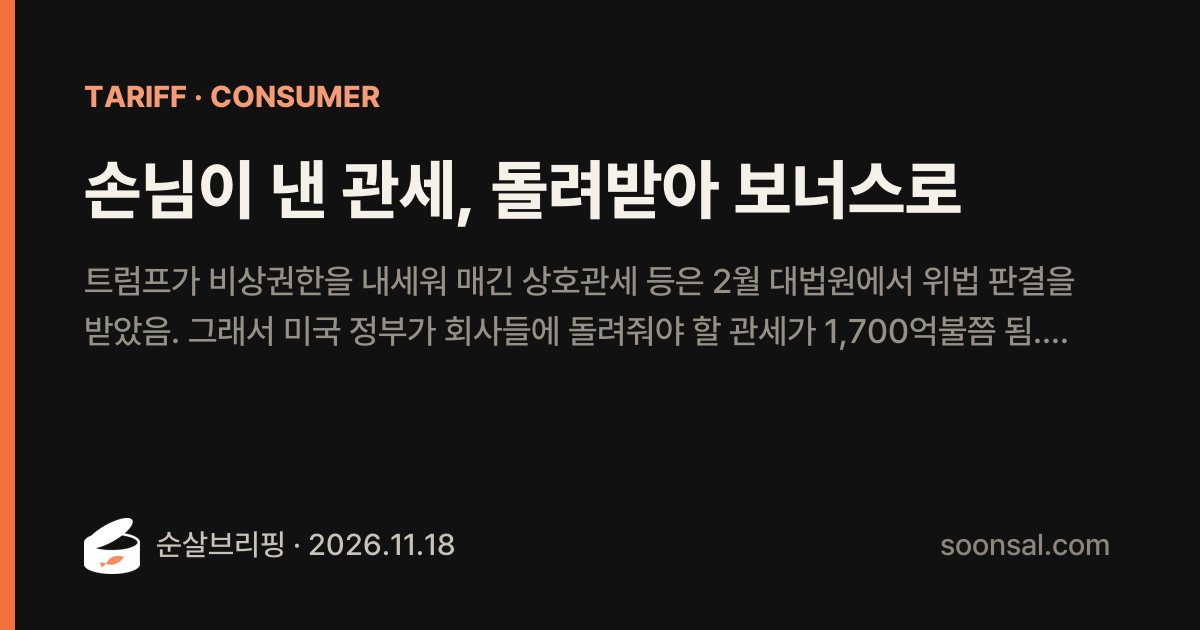 TARIFF · CONSUMER
손님이 낸 관세, 돌려받아 보너스로
트럼프가 비상권한을 내세워 매긴 상호관세 등은 2월 대법원에서 위법 판결을
받았음. 그래서 미국 정부가 회사들에 돌려줘야 할 관세가 1,700억불쯤 됨....
순살브리핑 · 2026.11.18
soonsal.com